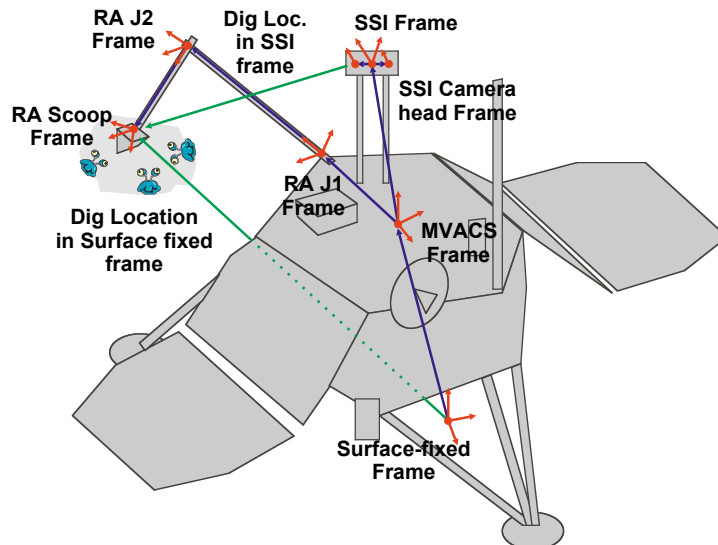 RA J2
Frame
Dig Loc.
in SSI
frame
SSI Frame
SSI Camera
head Frame
RA Scoop
Frame
RA J1
Frame
Dig Location
in Surface fixed
frame
MVACS
Frame
Surface-fixed
Frame